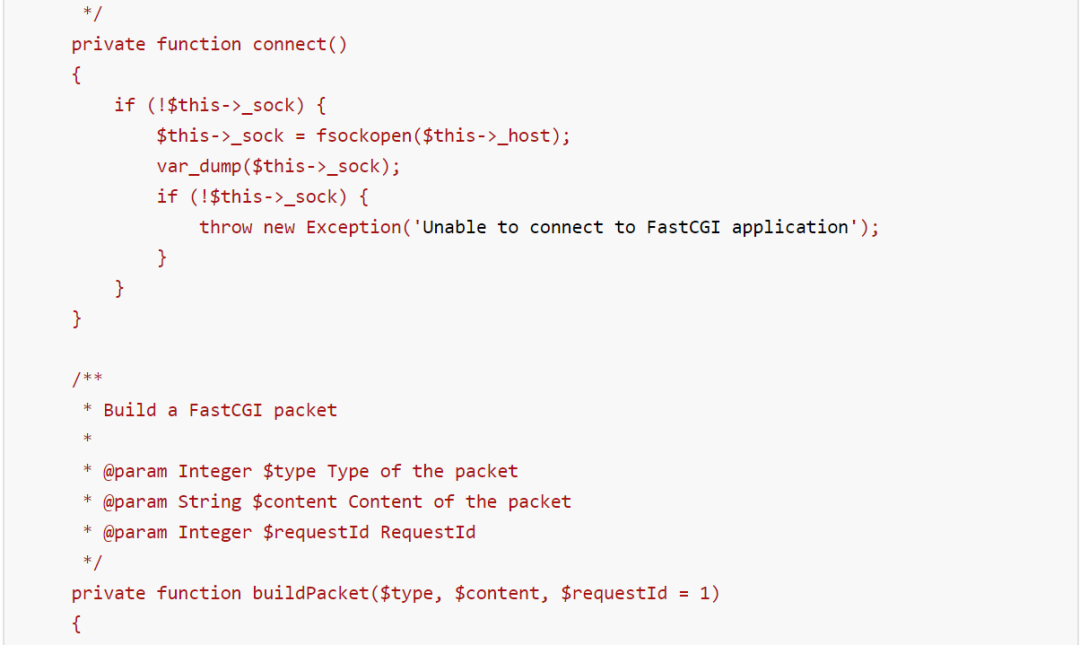 */
private function connect()
{
if (!$this->_sock) {
$this->_sock = fsockopen($this->_host);
var_dump($this->_sock);
if (!$this->_sock) {
throw new Exception('Unable to connect to FastCGI application');
}
}
}
/**
* Build a FastCGI packet
*
* @param Integer $type Type of the packet
* @param String $content Content of the packet
* @param Integer $requestId RequestId
*/
private function buildPacket($type, $content, $requestId = 1)
{